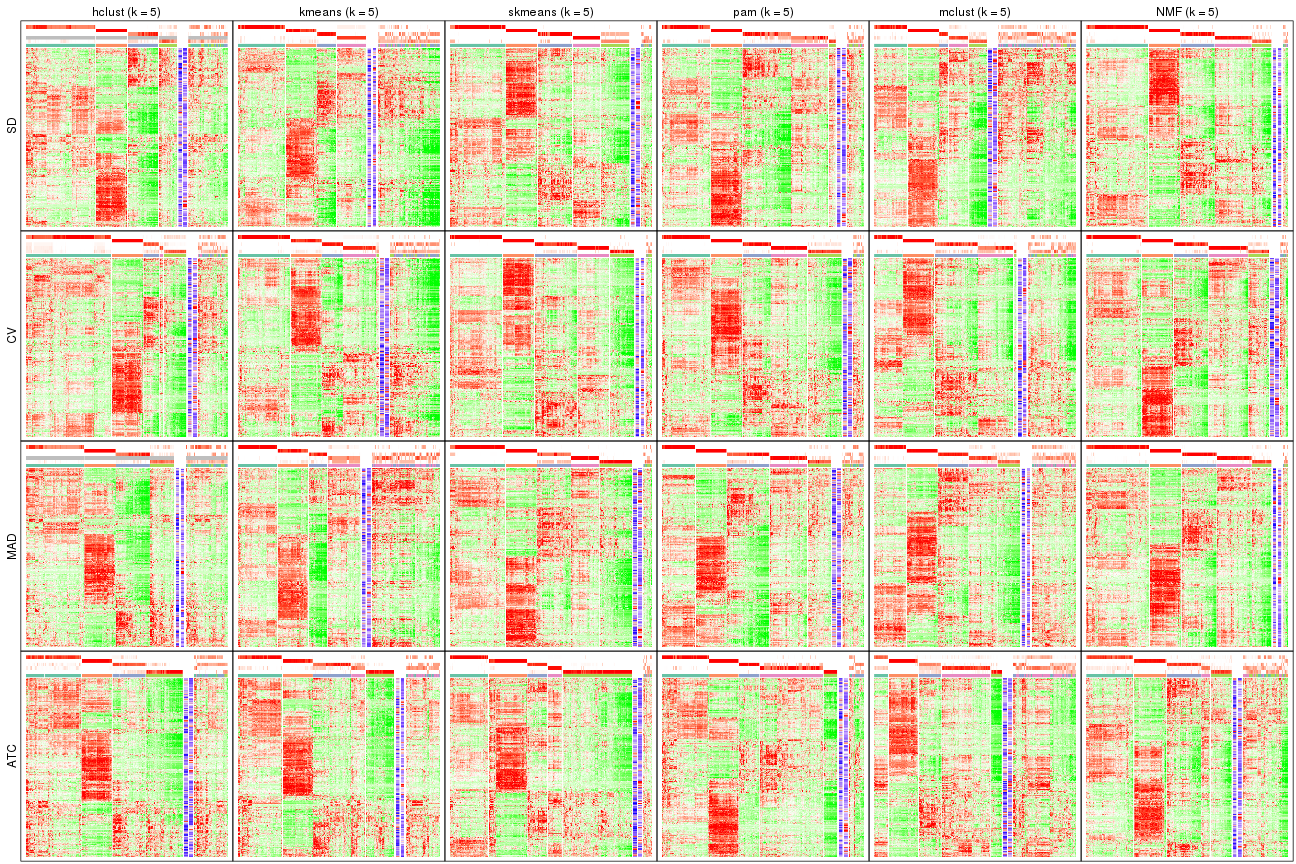 hclust (k = 5)
kmeans (k = 5)
skmeans (k = 5)
pam (k = 5)
mclust (k = 5)
NMF (k = 5)
SD
CV
MAD
ATC